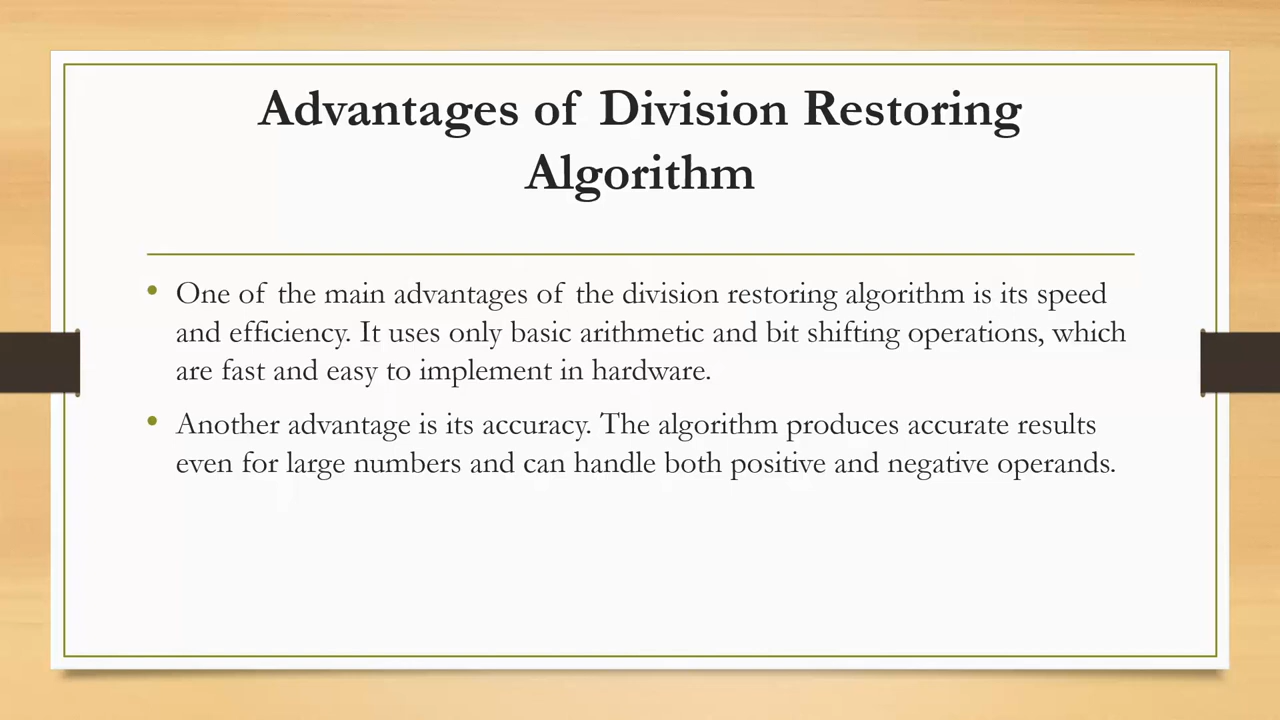 Advantages of Division Restoring
Algorithm
• One of the main advantages of the division restoring algorithm is its speed
and efficiency. It uses only basic arithmetic and bit shifting operations, which
are fast and easy to implement in hardware.
• Another advantage is its accuracy. The algorithm produces accurate results
even for large numbers and can handle both positive and negative operands.